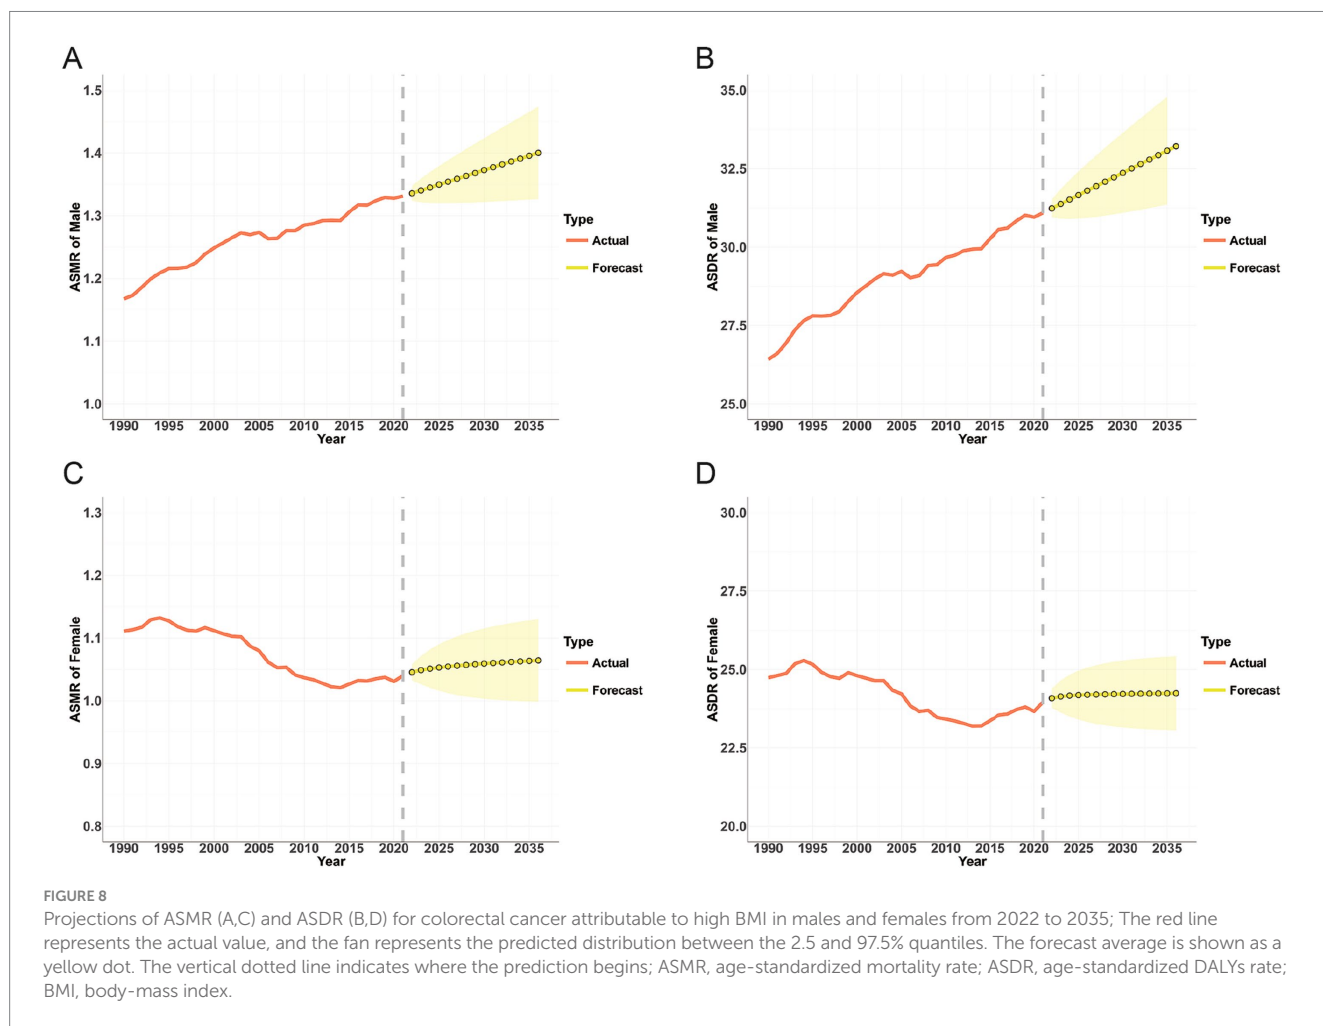 A
1.5
1.4
1.3
1.2
1.1
1.0
ASMR of Male
1990 1995 2000 2005 2010 2015 2020 2025 2030 2035
Year
Type
Actual
Forecast
B
35.0
32.5
30.0
27.5
25.0
ASDR of Male
1990 1995 2000 2005 2010 2015 2020 2025 2030 2035
Year
Type
Actual
Forecast
C
1.3
1.2
1.1
1.0
0.9
0.8
ASMR of Female
1990 1995 2000 2005 2010 2015 2020 2025 2030 2035
Year
Type
Actual
Forecast
D
30.0
27.5
25.0
22.5
20.0
ASDR of Female
1990 1995 2000 2005 2010 2015 2020 2025 2030 2035
Year
Type
Actual
Forecast
FIGURE 8
Projections of ASMR (A,C) and ASDR (B,D) for colorectal cancer attributable to high BMI in males and females from 2022 to 2035; The red line
represents the actual value, and the fan represents the predicted distribution between the 2.5 and 97.5% quantiles. The forecast average is shown as a
yellow dot. The vertical dotted line indicates where the prediction begins; ASMR, age-standardized mortality rate; ASDR, age-standardized DALYs rate;
BMI, body-mass index.